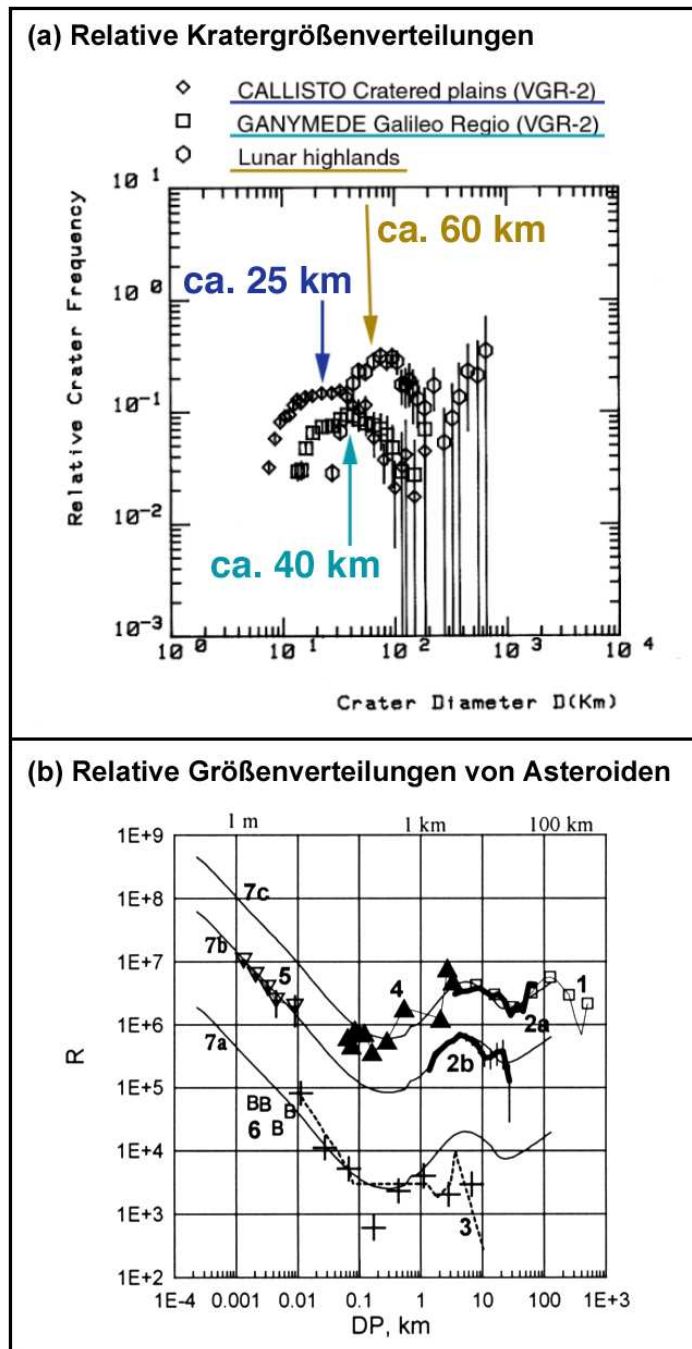 (a) Relative Kratergrößenverteilungen
CALLISTO Cratered plains (VGR-2)
GANYMEDE Galileo Regio (VGR-2)
Lunar highlands
10 1
ca. 60 km
ca. 25 km
10 0
10 -1
10 -2
ca. 40 km
10 -3
10 0 10 1 10 2 10 3 10 4
Relative Crater Frequency
Crater Diameter D(Km)
(b) Relative Größenverteilungen von Asteroiden
1 m 1 km 100 km
1E+9
1E+8
1E+7
1E+6
1E+5
1E+4
1E+3
1E+2
R
7c
7b 5 4 1
2a
7a 2b
B B B
6 B
3
1E-4 0.001 0.01 0.1 1 10 100 1E+3
DP, km